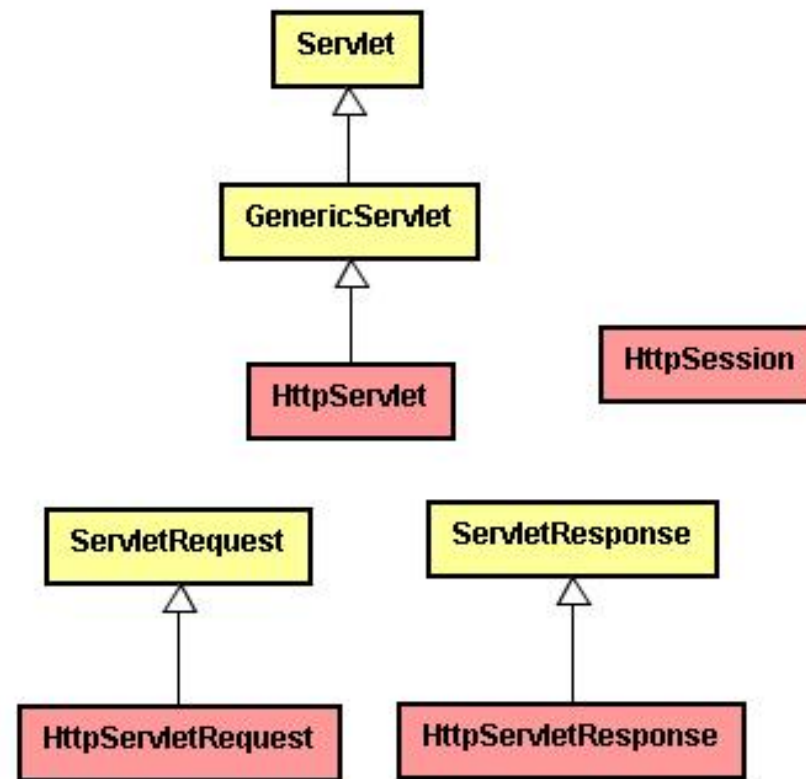 Servlet
GenericServlet
HttpSession
HttpServlet
ServletRequest
ServletResponse
HttpServletRequest
HttpServletResponse